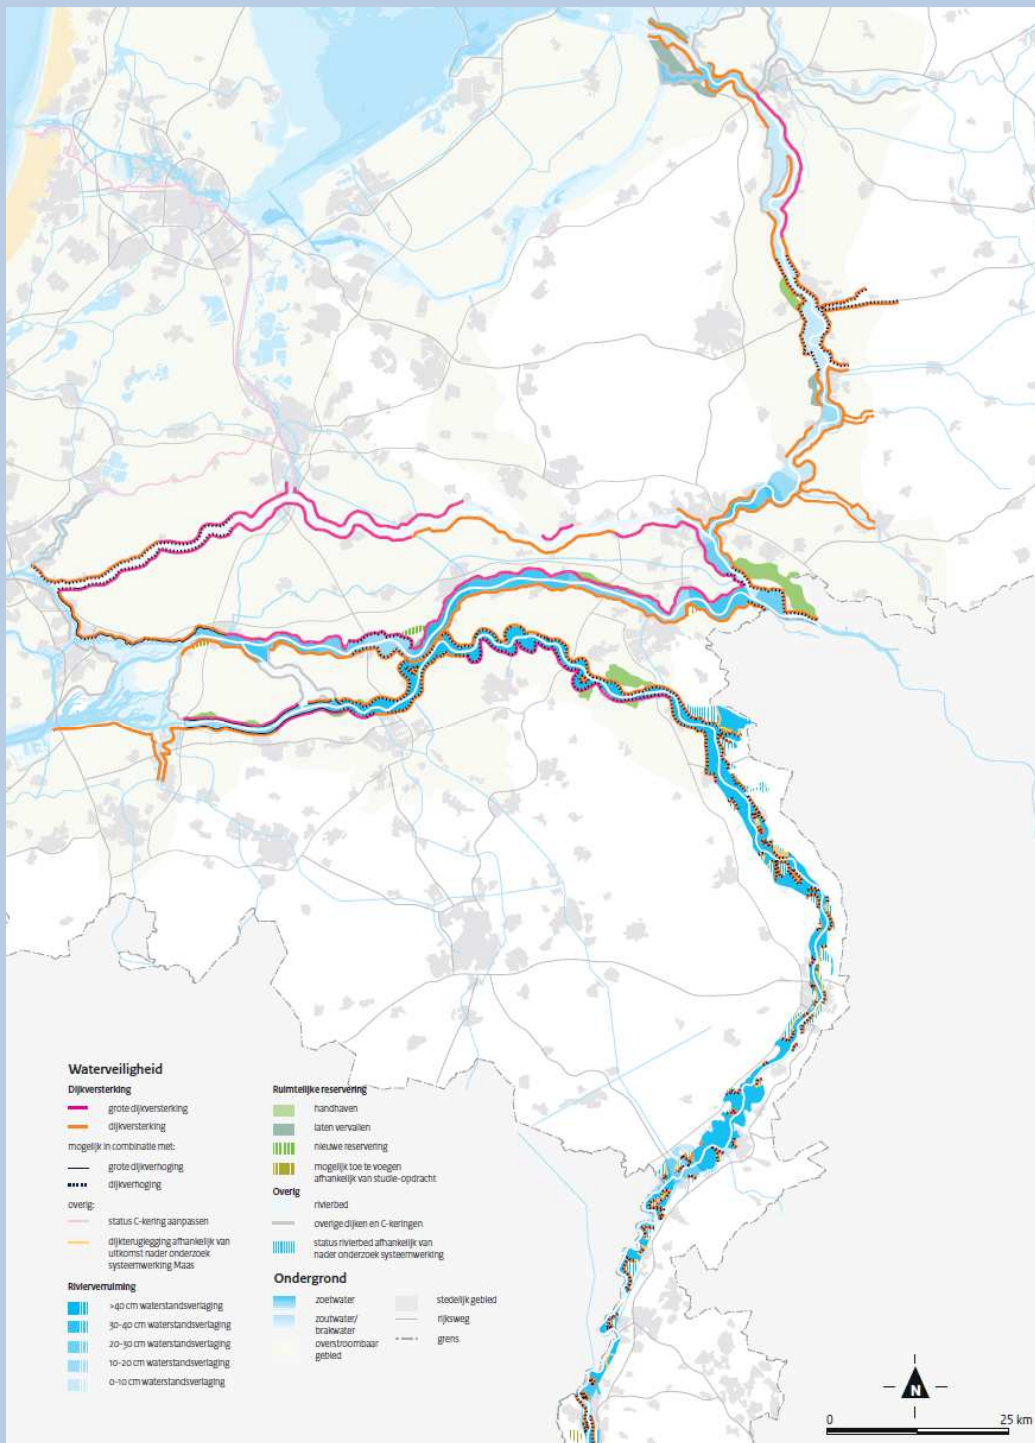 Waterveiligheid
Dijkversterking
grote dijkversterking
dijkversterking
mogelijk in combinatie met:
grote dijkverhoging
dijkverhoging
overig:
status C-kering aanpassen
dijkteruglegging afhankelijk van
uitkomst nader onderzoek
systeemwerking Maas
Rivierverruiming
>40 cm waterstandsverlaging
30-40 cm waterstandsverlaging
20-30 cm waterstandsverlaging
10-20 cm waterstandsverlaging
0-10 cm waterstandsverlaging
Ruimtelijke reservering
handhaven
laten vervallen
nieuwe reservering
mogelijk toe te voegen
afhankelijk van studie-opdracht
Overig
rivierbed
overige dijken en C-keringen
status rivierbed afhankelijk van
nader onderzoek systeemwerking
Ondergrond
zoetwater
zoutwater/
brakwater
overstroombaar
gebied
stedelijk gebied
rijksweg
grens
N
0 25 km